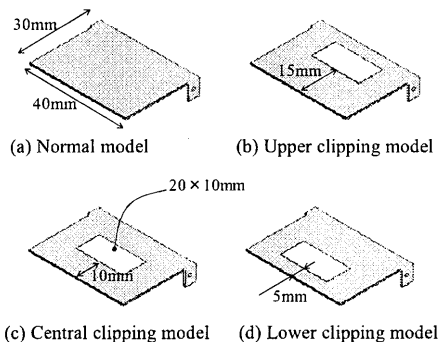 30mm
40mm
(a) Normal model
15mm
(b) Upper clipping model
20×10mm
10mm
(c) Central clipping model
5mm
(d) Lower clipping model